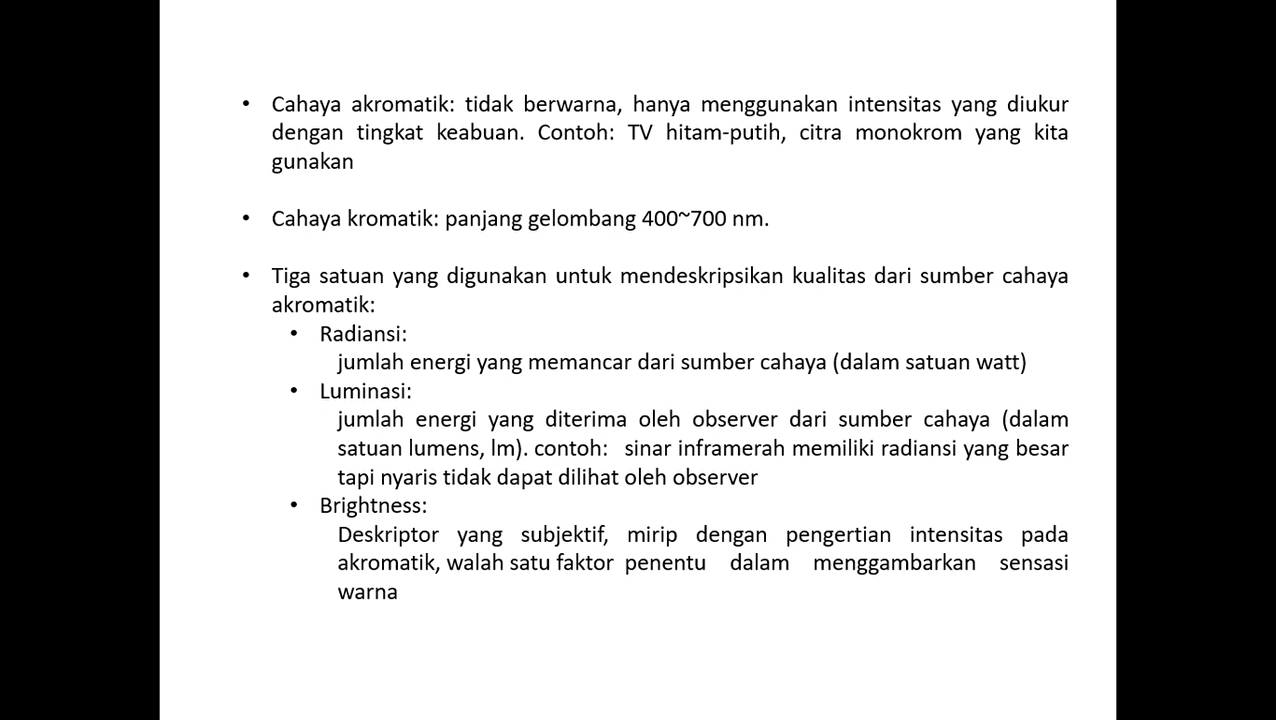 • Cahaya akromatik: tidak berwarna, hanya menggunakan intensitas yang diukur
dengan tingkat keabuan. Contoh: TV hitam-putih, citra monokrom yang kita
gunakan
• Cahaya kromatik: panjang gelombang 400~700 nm.
• Tiga satuan yang digunakan untuk mendeskripsikan kualitas dari sumber cahaya
akromatik:
• Radiansi:
jumlah energi yang memancar dari sumber cahaya (dalam satuan watt)
• Luminasi:
jumlah energi yang diterima oleh observer dari sumber cahaya (dalam
satuan lumens, lm). contoh: sinar inframerah memiliki radiansi yang besar
tapi nyaris tidak dapat dilihat oleh observer
• Brightness:
Deskriptor yang subjektif, mirip dengan pengertian intensitas pada
akromatik, walah satu faktor penentu dalam menggambarkan sensasi
warna